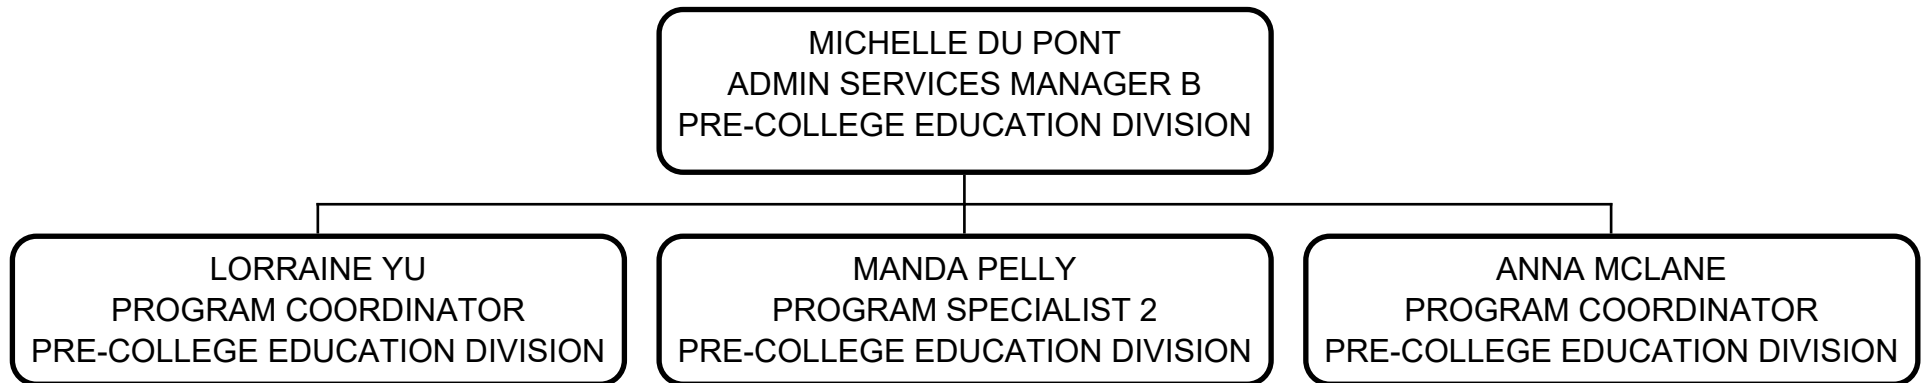 MICHELLE DU PONT
ADMIN SERVICES MANAGER B
PRE-COLLEGE EDUCATION DIVISION
LORRAINE YU
PROGRAM COORDINATOR
PRE-COLLEGE EDUCATION DIVISION
MANDA PELLY
PROGRAM SPECIALIST 2
PRE-COLLEGE EDUCATION DIVISION
ANNA MCLANE
PROGRAM COORDINATOR
PRE-COLLEGE EDUCATION DIVISION